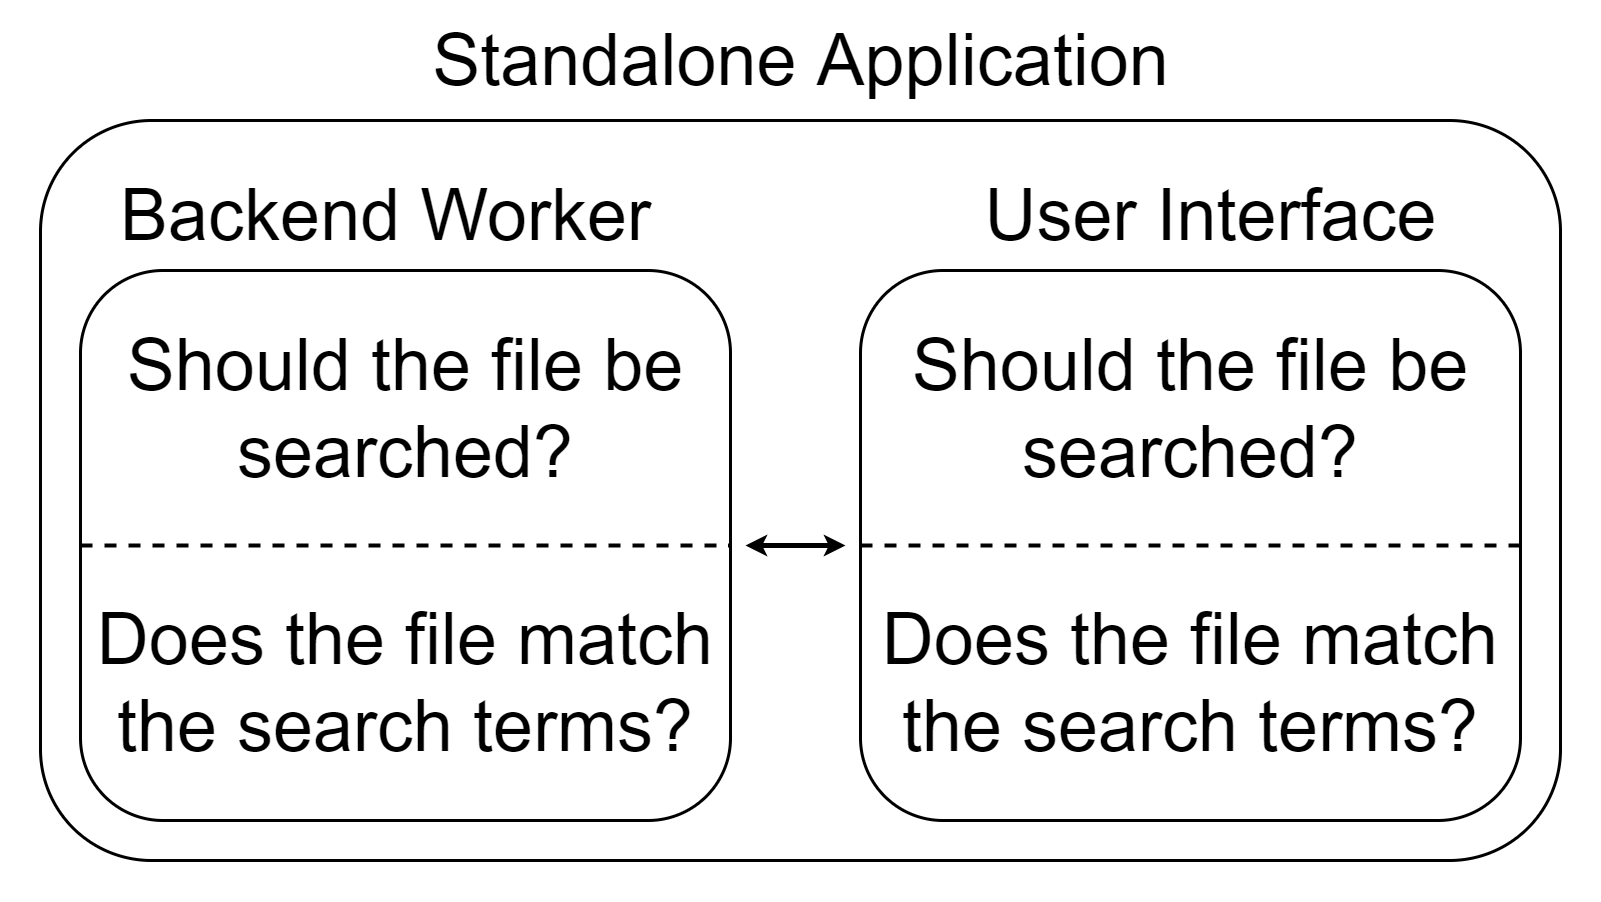 Standalone Application
Backend Worker
Should the file be
searched?
Does the file match
the search terms?
User Interface
Should the file be
searched?
Does the file match
the search terms?